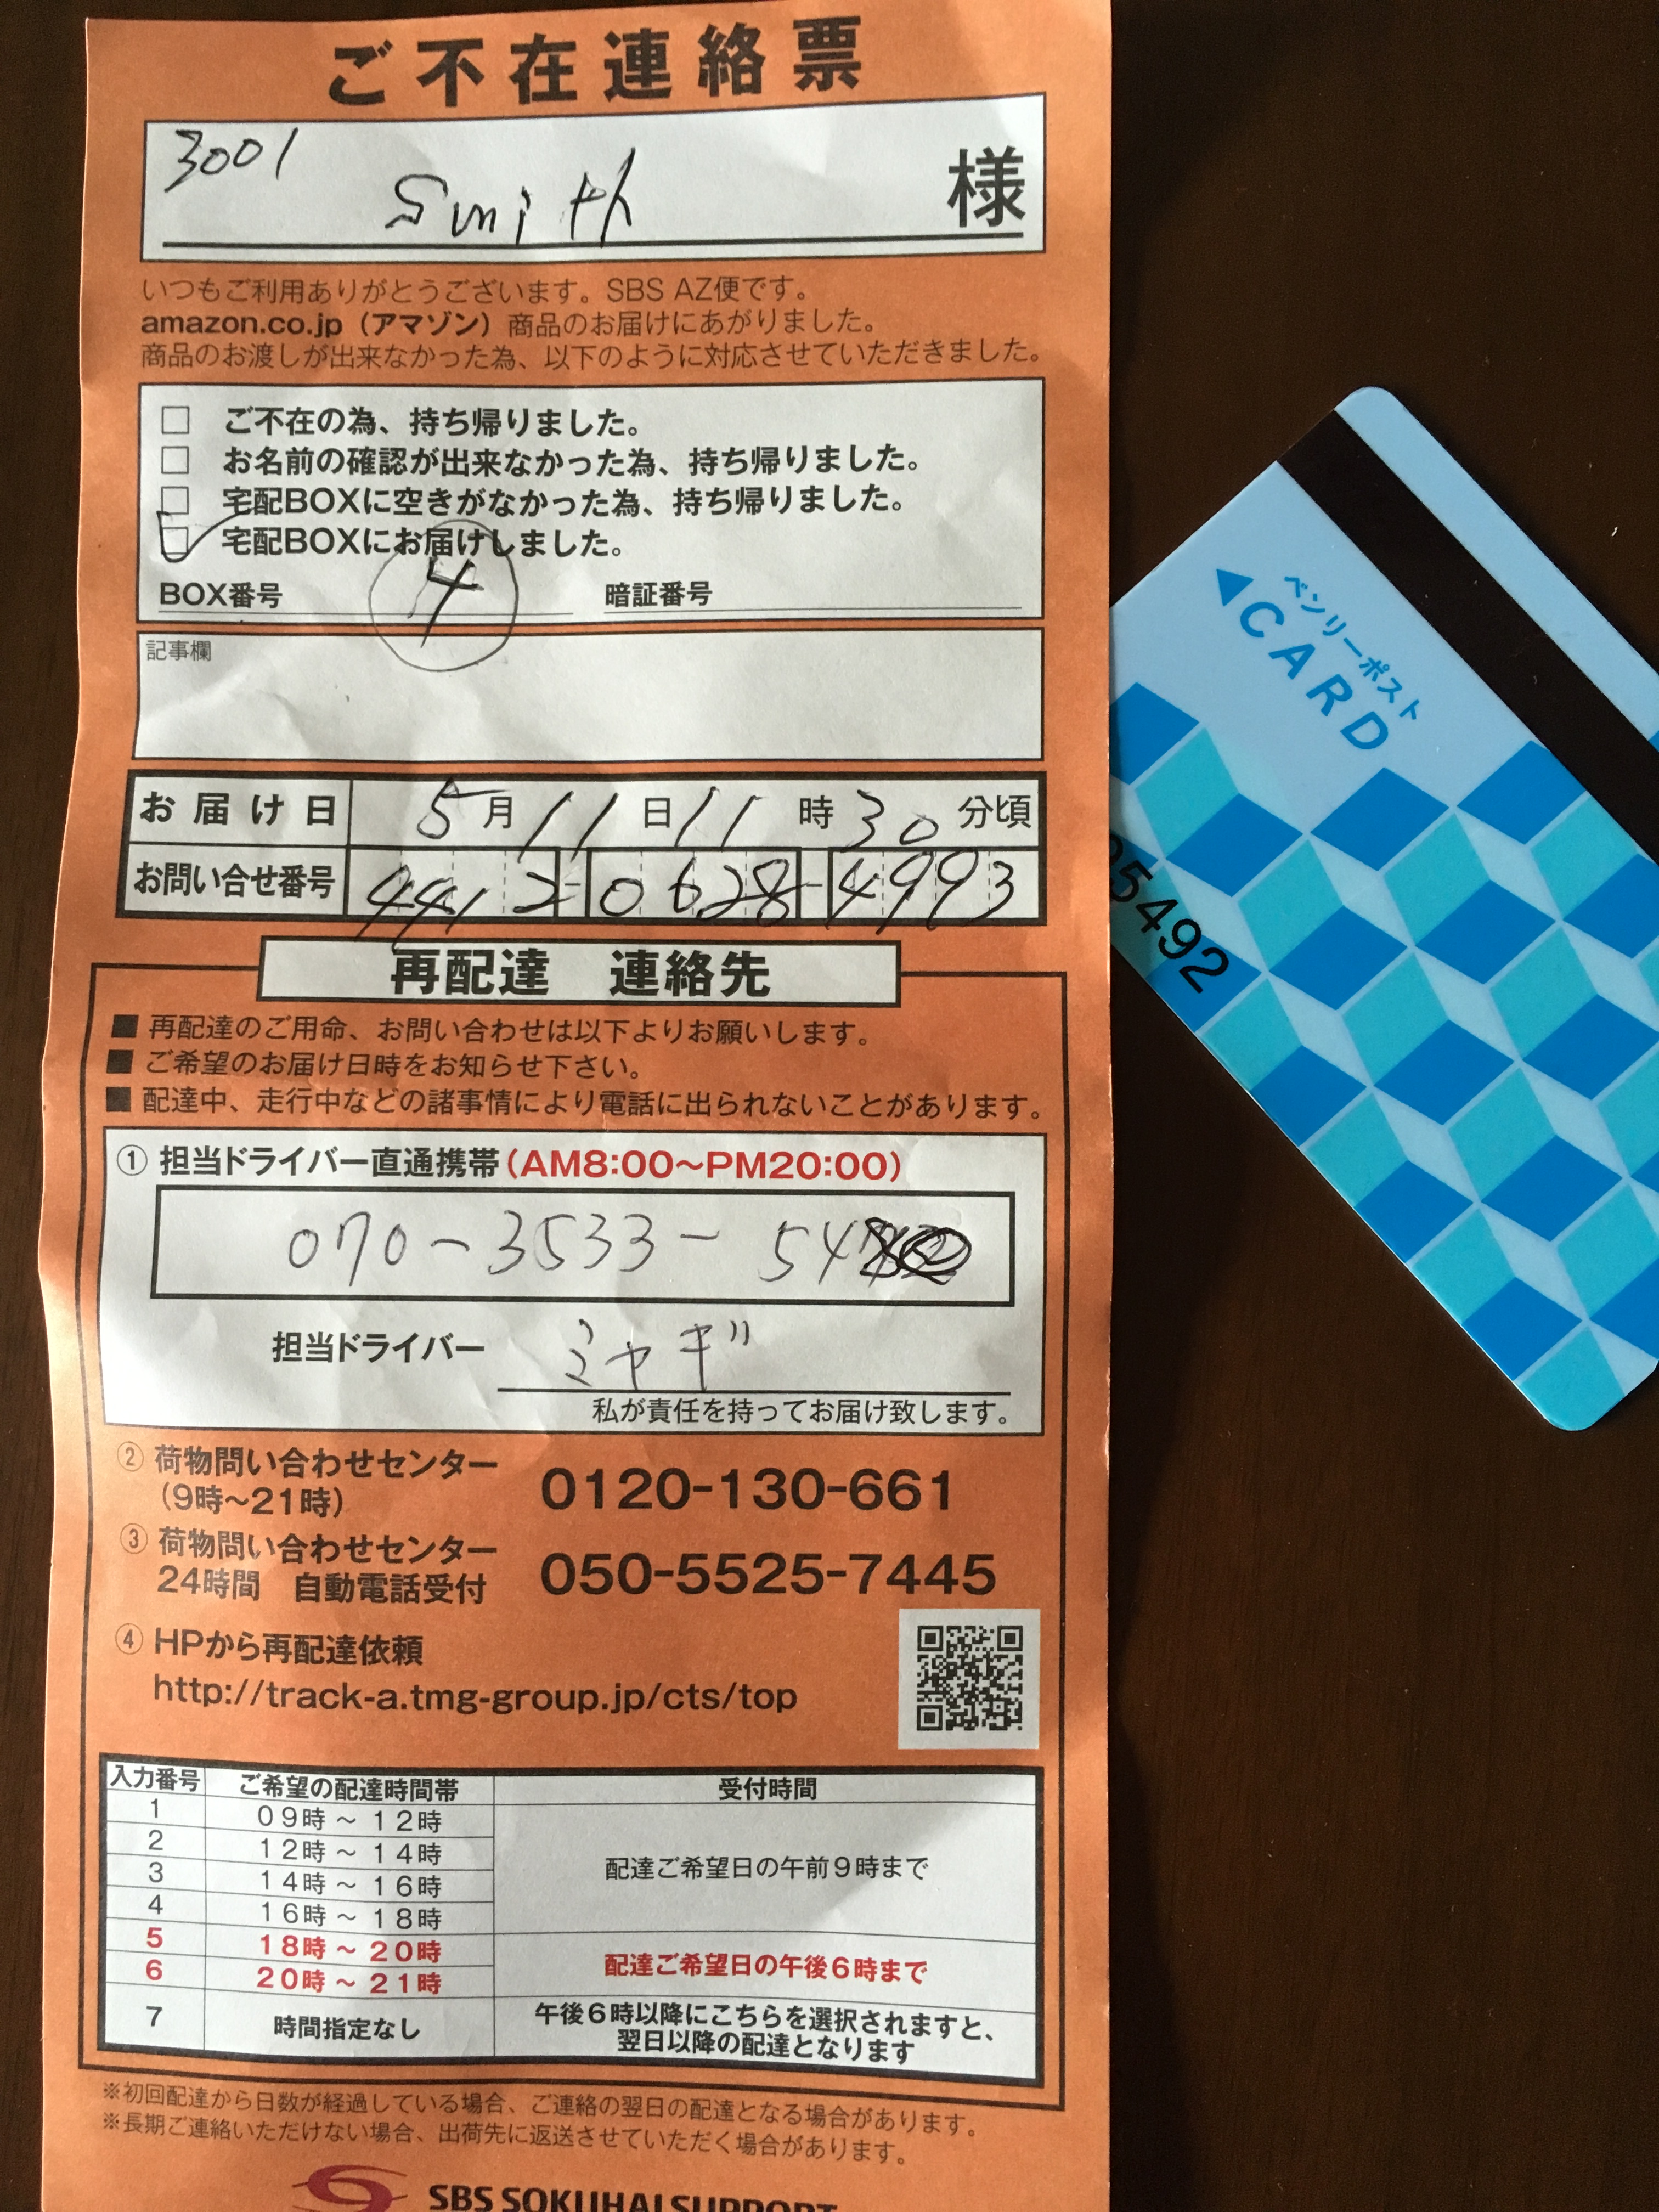 ご不在連絡票
3001
Smith 様
いつもご利用ありがとうございます。SBS AZ便です。
amazon.co.jp（アマゾン）商品のお届けにあがりました。
商品のお渡しが出来なかった為、以下のように対応させていただきました。
□ ご不在の為、持ち帰りました。
□ お名前の確認が出来なかった為、持ち帰りました。
□ 宅配BOXに空きがなかった為、持ち帰りました。
☑ 宅配BOXにお届けしました。
BOX番号 4 暗証番号
記事欄
お届け日 5月11日11時30分頃
お問い合せ番号 4412-0628-4993
再配達 連絡先
■ 再配達のご用命、お問い合わせは以下よりお願いします。
■ ご希望のお届け日時をお知らせ下さい。
■ 配達中、走行中などの諸事情により電話に出られないことがあります。
① 担当ドライバー直通携帯（AM8:00〜PM20:00）
070-3533-54
担当ドライバー ミヤギ
私が責任を持ってお届け致します。
② 荷物問い合わせセンター
（9時〜21時） 0120-130-661
③ 荷物問い合わせセンター
24時間 自動電話受付 050-5525-7445
④ HPから再配達依頼
http://track-a.tmg-group.jp/cts/top
入力番号 ご希望の配達時間帯 受付時間
1 09時〜12時
2 12時〜14時
3 14時〜16時 配達ご希望日の午前9時まで
4 16時〜18時
5 18時〜20時
6 20時〜21時 配達ご希望日の午後6時まで
7 時間指定なし 午後6時以降にこちらを選択されますと、
翌日以降の配達となります
※初回配達から日数が経過している場合、ご連絡の翌日の配達となる場合があります。
※長期ご連絡いただけない場合、出荷先に返送させていただく場合があります。
SBS SOKUHAI SUPPORT
ベンリーポスト
◀CARD
5492